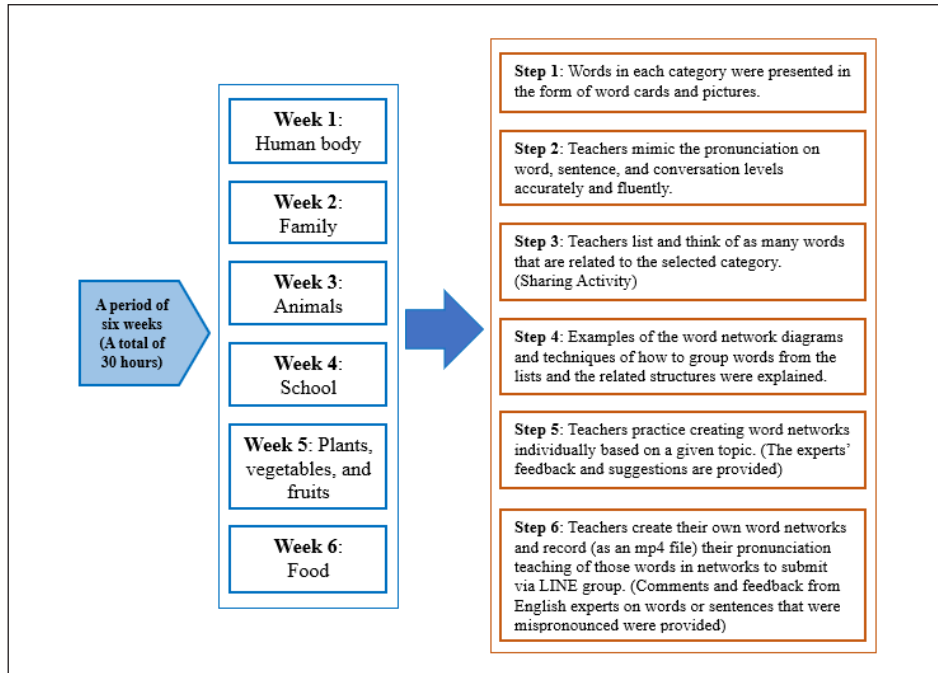 A period of
six weeks
(A total of
30 hours)
Week 1:
Human body
Week 2:
Family
Week 3:
Animals
Week 4:
School
Week 5: Plants,
vegetables, and
fruits
Week 6:
Food
Step 1: Words in each category were presented in
the form of word cards and pictures.
Step 2: Teachers mimic the pronunciation on
word, sentence, and conversation levels
accurately and fluently.
Step 3: Teachers list and think of as many words
that are related to the selected category.
(Sharing Activity)
Step 4: Examples of the word network diagrams
and techniques of how to group words from the
lists and the related structures were explained.
Step 5: Teachers practice creating word networks
individually based on a given topic. (The experts’
feedback and suggestions are provided)
Step 6: Teachers create their own word networks
and record (as an mp4 file) their pronunciation
teaching of those words in networks to submit
via LINE group. (Comments and feedback from
English experts on words or sentences that were
mispronounced were provided)